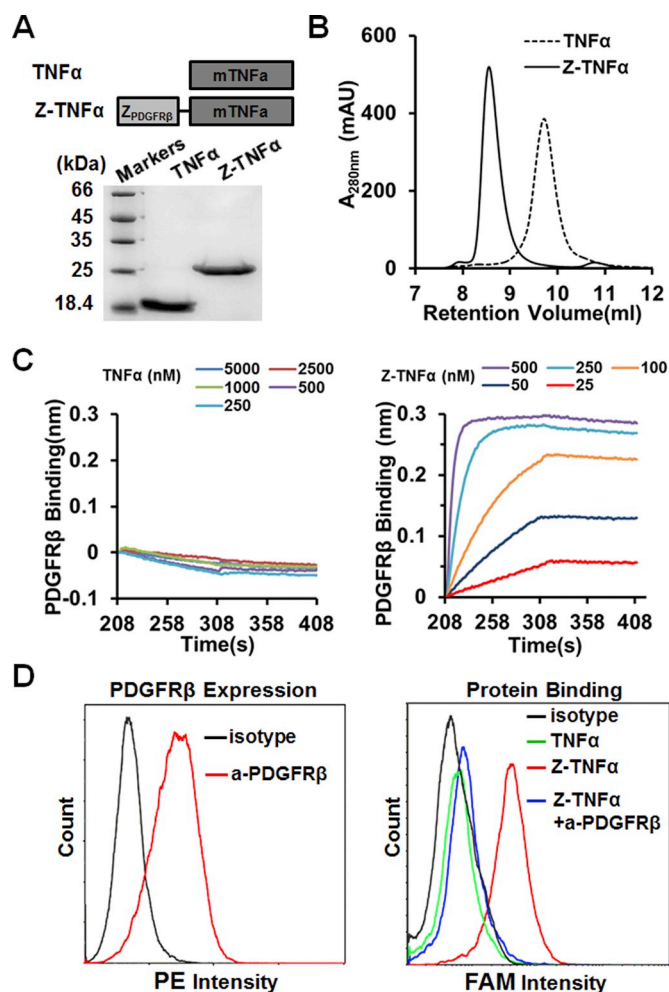 A
TNFα
mTNFa
Z-TNFα
ZPDGFRβ
mTNFa
(kDa)
Markers
TNFα
Z-TNFα
66
45
35
25
18.4
B
600
400
200
0
A280nm (mAU)
TNFα
Z-TNFα
7 8 9 10 11 12
Retention Volume(ml)
C
TNFα (nM)
5000 2500
1000 500
250
0.3
0.2
0.1
0
-0.1
PDGFRβ Binding(nm)
208 258 308 358 408
Time(s)
Z-TNFα (nM)
500 250 100
50 25
0.3
0.2
0.1
0
PDGFRβ Binding (nm)
208 258 308 358 408
Time(s)
D
PDGFRβ Expression
isotype
a-PDGFRβ
Count
PE Intensity
Protein Binding
isotype
TNFα
Z-TNFα
Z-TNFα
+a-PDGFRβ
Count
FAM Intensity